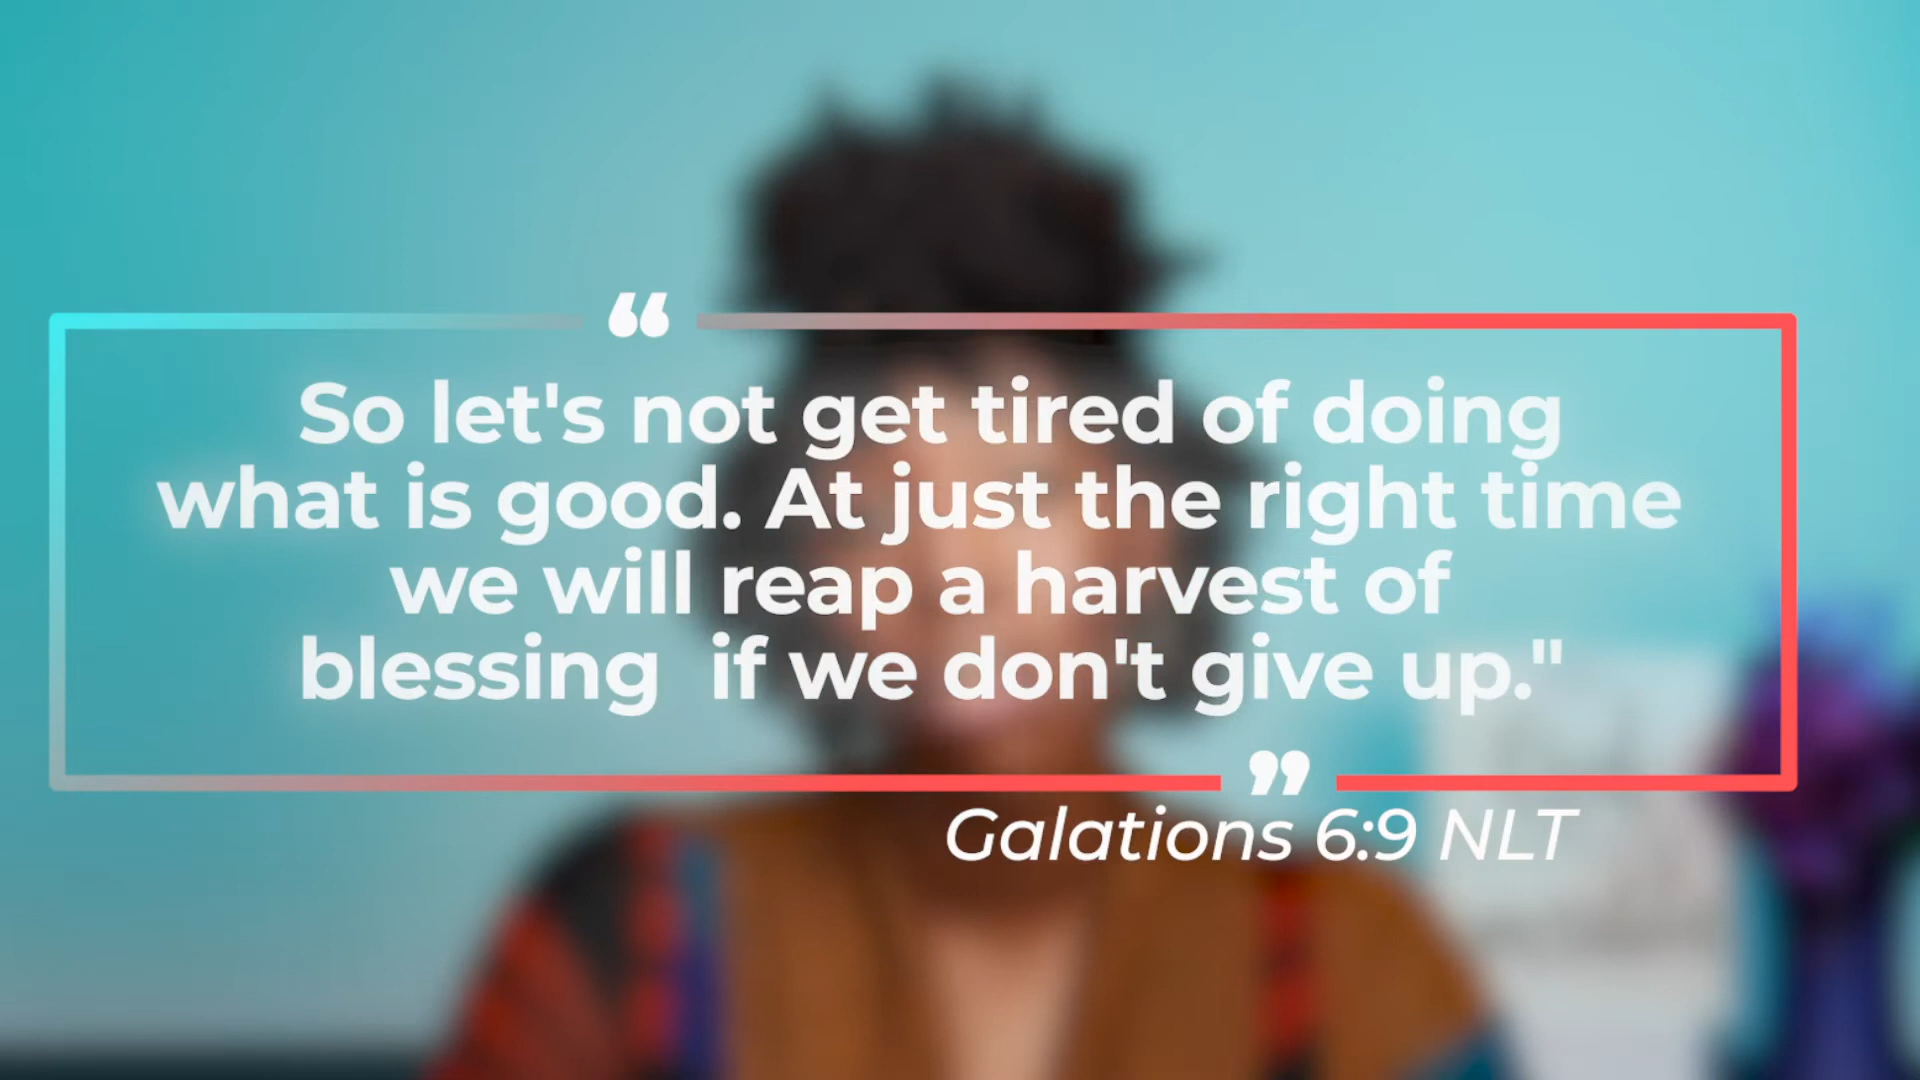 “
So let's not get tired of doing
what is good. At just the right time
we will reap a harvest of
blessing  if we don't give up."
”
Galations 6:9 NLT